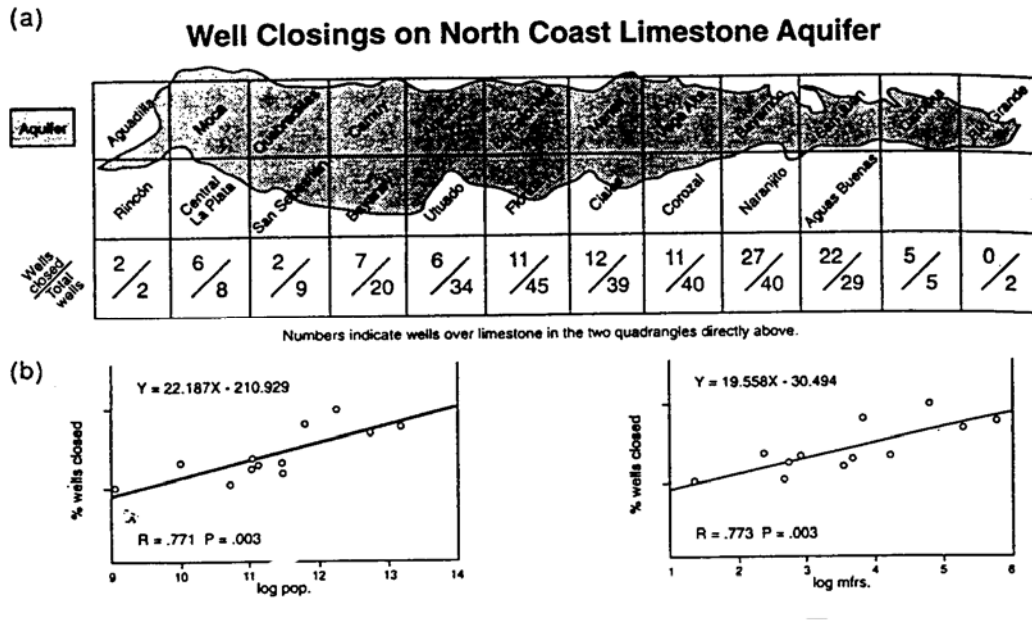 (a)
Well Closings on North Coast Limestone Aquifer
Aquifer
Aguadilla Moca Quebradillas Camuy
Rincón Central La Plata San Sebastián Bayaney Utuado Ciales Corozal Naranjito Aguas Buenas
Wells closed
Total wells
2/2 6/8 2/9 7/20 6/34 11/45 12/39 11/40 27/40 22/29 5/5 0/2
Numbers indicate wells over limestone in the two quadrangles directly above.
(b)
Y = 22.187X - 210.929
% wells closed
R = .771 P = .003
9 10 11 12 13 14
log pop.
Y = 19.558X - 30.494
% wells closed
R = .773 P = .003
1 2 3 4 5 6
log mfrs.